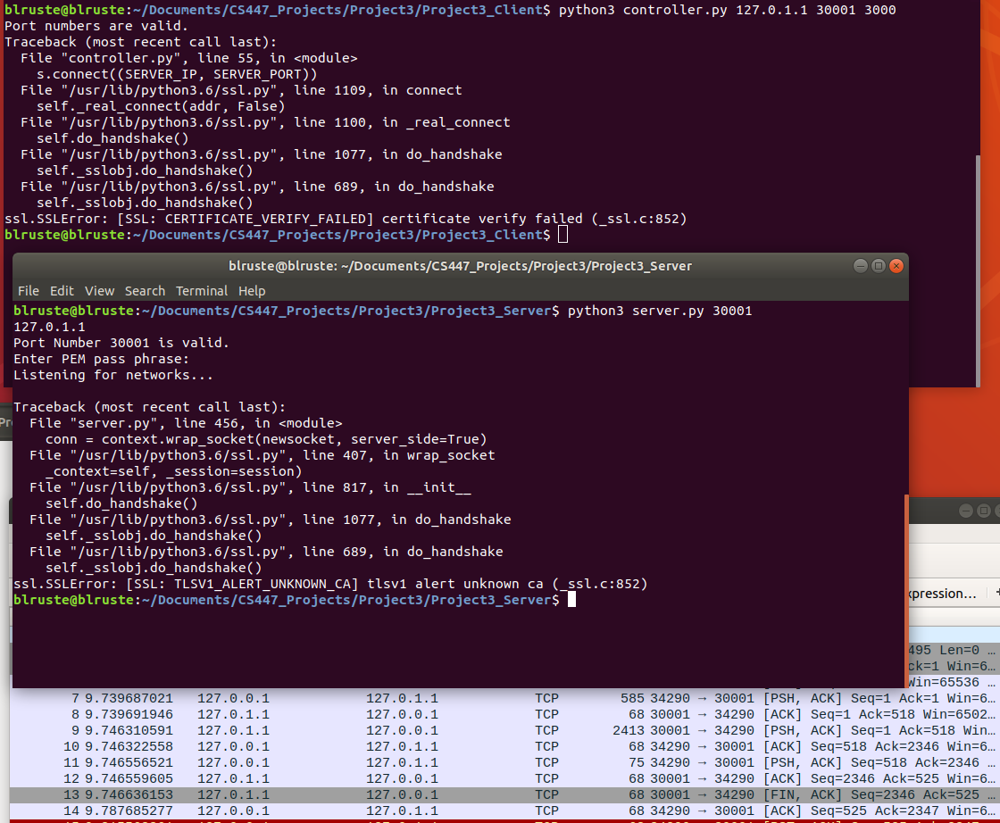 blruste@blruste:~/Documents/CS447_Projects/Project3/Project3_Client$ python3 controller.py 127.0.1.1 30001 3000
Port numbers are valid.
Traceback (most recent call last):
  File "controller.py", line 55, in <module>
    s.connect((SERVER_IP, SERVER_PORT))
  File "/usr/lib/python3.6/ssl.py", line 1109, in connect
    self._real_connect(addr, False)
  File "/usr/lib/python3.6/ssl.py", line 1100, in _real_connect
    self.do_handshake()
  File "/usr/lib/python3.6/ssl.py", line 1077, in do_handshake
    self._sslobj.do_handshake()
  File "/usr/lib/python3.6/ssl.py", line 689, in do_handshake
    self._sslobj.do_handshake()
ssl.SSLError: [SSL: CERTIFICATE_VERIFY_FAILED] certificate verify failed (_ssl.c:852)
blruste@blruste:~/Documents/CS447_Projects/Project3/Project3_Client$
blruste@blruste: ~/Documents/CS447_Projects/Project3/Project3_Server
File Edit View Search Terminal Help
blruste@blruste:~/Documents/CS447_Projects/Project3/Project3_Server$ python3 server.py 30001
127.0.1.1
Port Number 30001 is valid.
Enter PEM pass phrase:
Listening for networks...
Traceback (most recent call last):
  File "server.py", line 456, in <module>
    conn = context.wrap_socket(newsocket, server_side=True)
  File "/usr/lib/python3.6/ssl.py", line 407, in wrap_socket
    _context=self, _session=session)
  File "/usr/lib/python3.6/ssl.py", line 817, in __init__
    self.do_handshake()
  File "/usr/lib/python3.6/ssl.py", line 1077, in do_handshake
    self._sslobj.do_handshake()
  File "/usr/lib/python3.6/ssl.py", line 689, in do_handshake
    self._sslobj.do_handshake()
ssl.SSLError: [SSL: TLSV1_ALERT_UNKNOWN_CA] tlsv1 alert unknown ca (_ssl.c:852)
blruste@blruste:~/Documents/CS447_Projects/Project3/Project3_Server$
xpression… +
495 Len=0 …
ck=1 Win=6…
Win=65536 …
7 9.739687021 127.0.0.1 127.0.1.1 TCP 585 34290 → 30001 [PSH, ACK] Seq=1 Ack=1 Win=6…
8 9.739691946 127.0.1.1 127.0.0.1 TCP 68 30001 → 34290 [ACK] Seq=1 Ack=518 Win=6502…
9 9.746310591 127.0.1.1 127.0.0.1 TCP 2413 30001 → 34290 [PSH, ACK] Seq=1 Ack=518 Win…
10 9.746322558 127.0.0.1 127.0.1.1 TCP 68 34290 → 30001 [ACK] Seq=518 Ack=2346 Win=6…
11 9.746556521 127.0.0.1 127.0.1.1 TCP 75 34290 → 30001 [PSH, ACK] Seq=518 Ack=2346 …
12 9.746559605 127.0.1.1 127.0.0.1 TCP 68 30001 → 34290 [ACK] Seq=2346 Ack=525 Win=6…
13 9.746636153 127.0.1.1 127.0.0.1 TCP 68 30001 → 34290 [FIN, ACK] Seq=2346 Ack=525 …
14 9.787685277 127.0.0.1 127.0.1.1 TCP 68 34290 → 30001 [ACK] Seq=525 Ack=2347 Win=6…